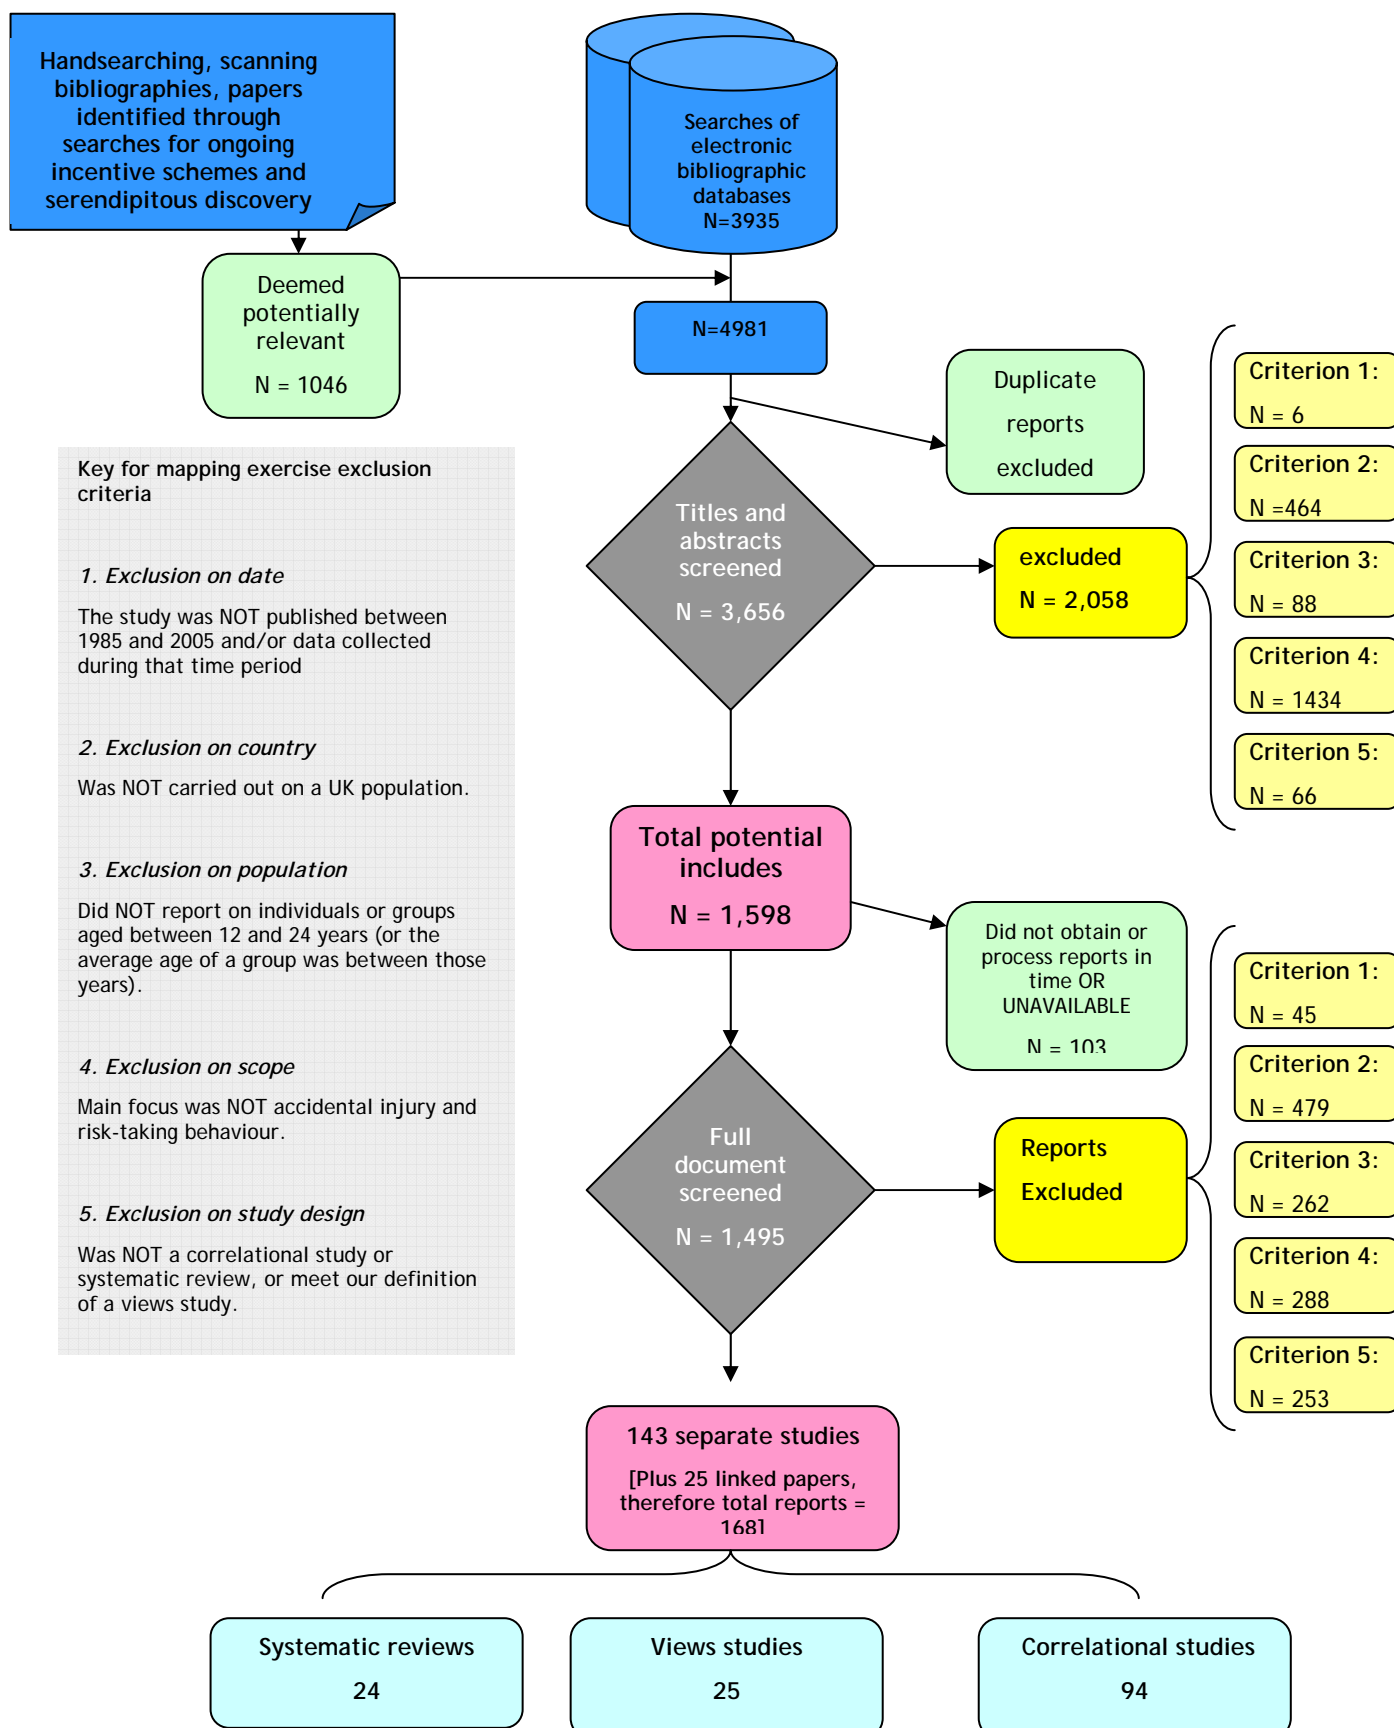 Handsearching, scanning
bibliographies, papers
identified through
searches for ongoing
incentive schemes and
serendipitous discovery
Searches of
electronic
bibliographic
databases
N=3935
Deemed
potentially
relevant
N = 1046
N=4981
Duplicate
reports
excluded
Criterion 1:
N = 6
Criterion 2:
N =464
Criterion 3:
N = 88
Criterion 4:
N = 1434
Criterion 5:
N = 66
Titles and
abstracts
screened
N = 3,656
excluded
N = 2,058
Key for mapping exercise exclusion
criteria
1. Exclusion on date
The study was NOT published between
1985 and 2005 and/or data collected
during that time period
2. Exclusion on country
Was NOT carried out on a UK population.
3. Exclusion on population
Did NOT report on individuals or groups
aged between 12 and 24 years (or the
average age of a group was between those
years).
4. Exclusion on scope
Main focus was NOT accidental injury and
risk-taking behaviour.
5. Exclusion on study design
Was NOT a correlational study or
systematic review, or meet our definition
of a views study.
Total potential
includes
N = 1,598
Did not obtain or
process reports in
time OR
UNAVAILABLE
N = 103
Full
document
screened
N = 1,495
Reports
Excluded
Criterion 1:
N = 45
Criterion 2:
N = 479
Criterion 3:
N = 262
Criterion 4:
N = 288
Criterion 5:
N = 253
143 separate studies
[Plus 25 linked papers,
therefore total reports =
168]
Systematic reviews
24
Views studies
25
Correlational studies
94